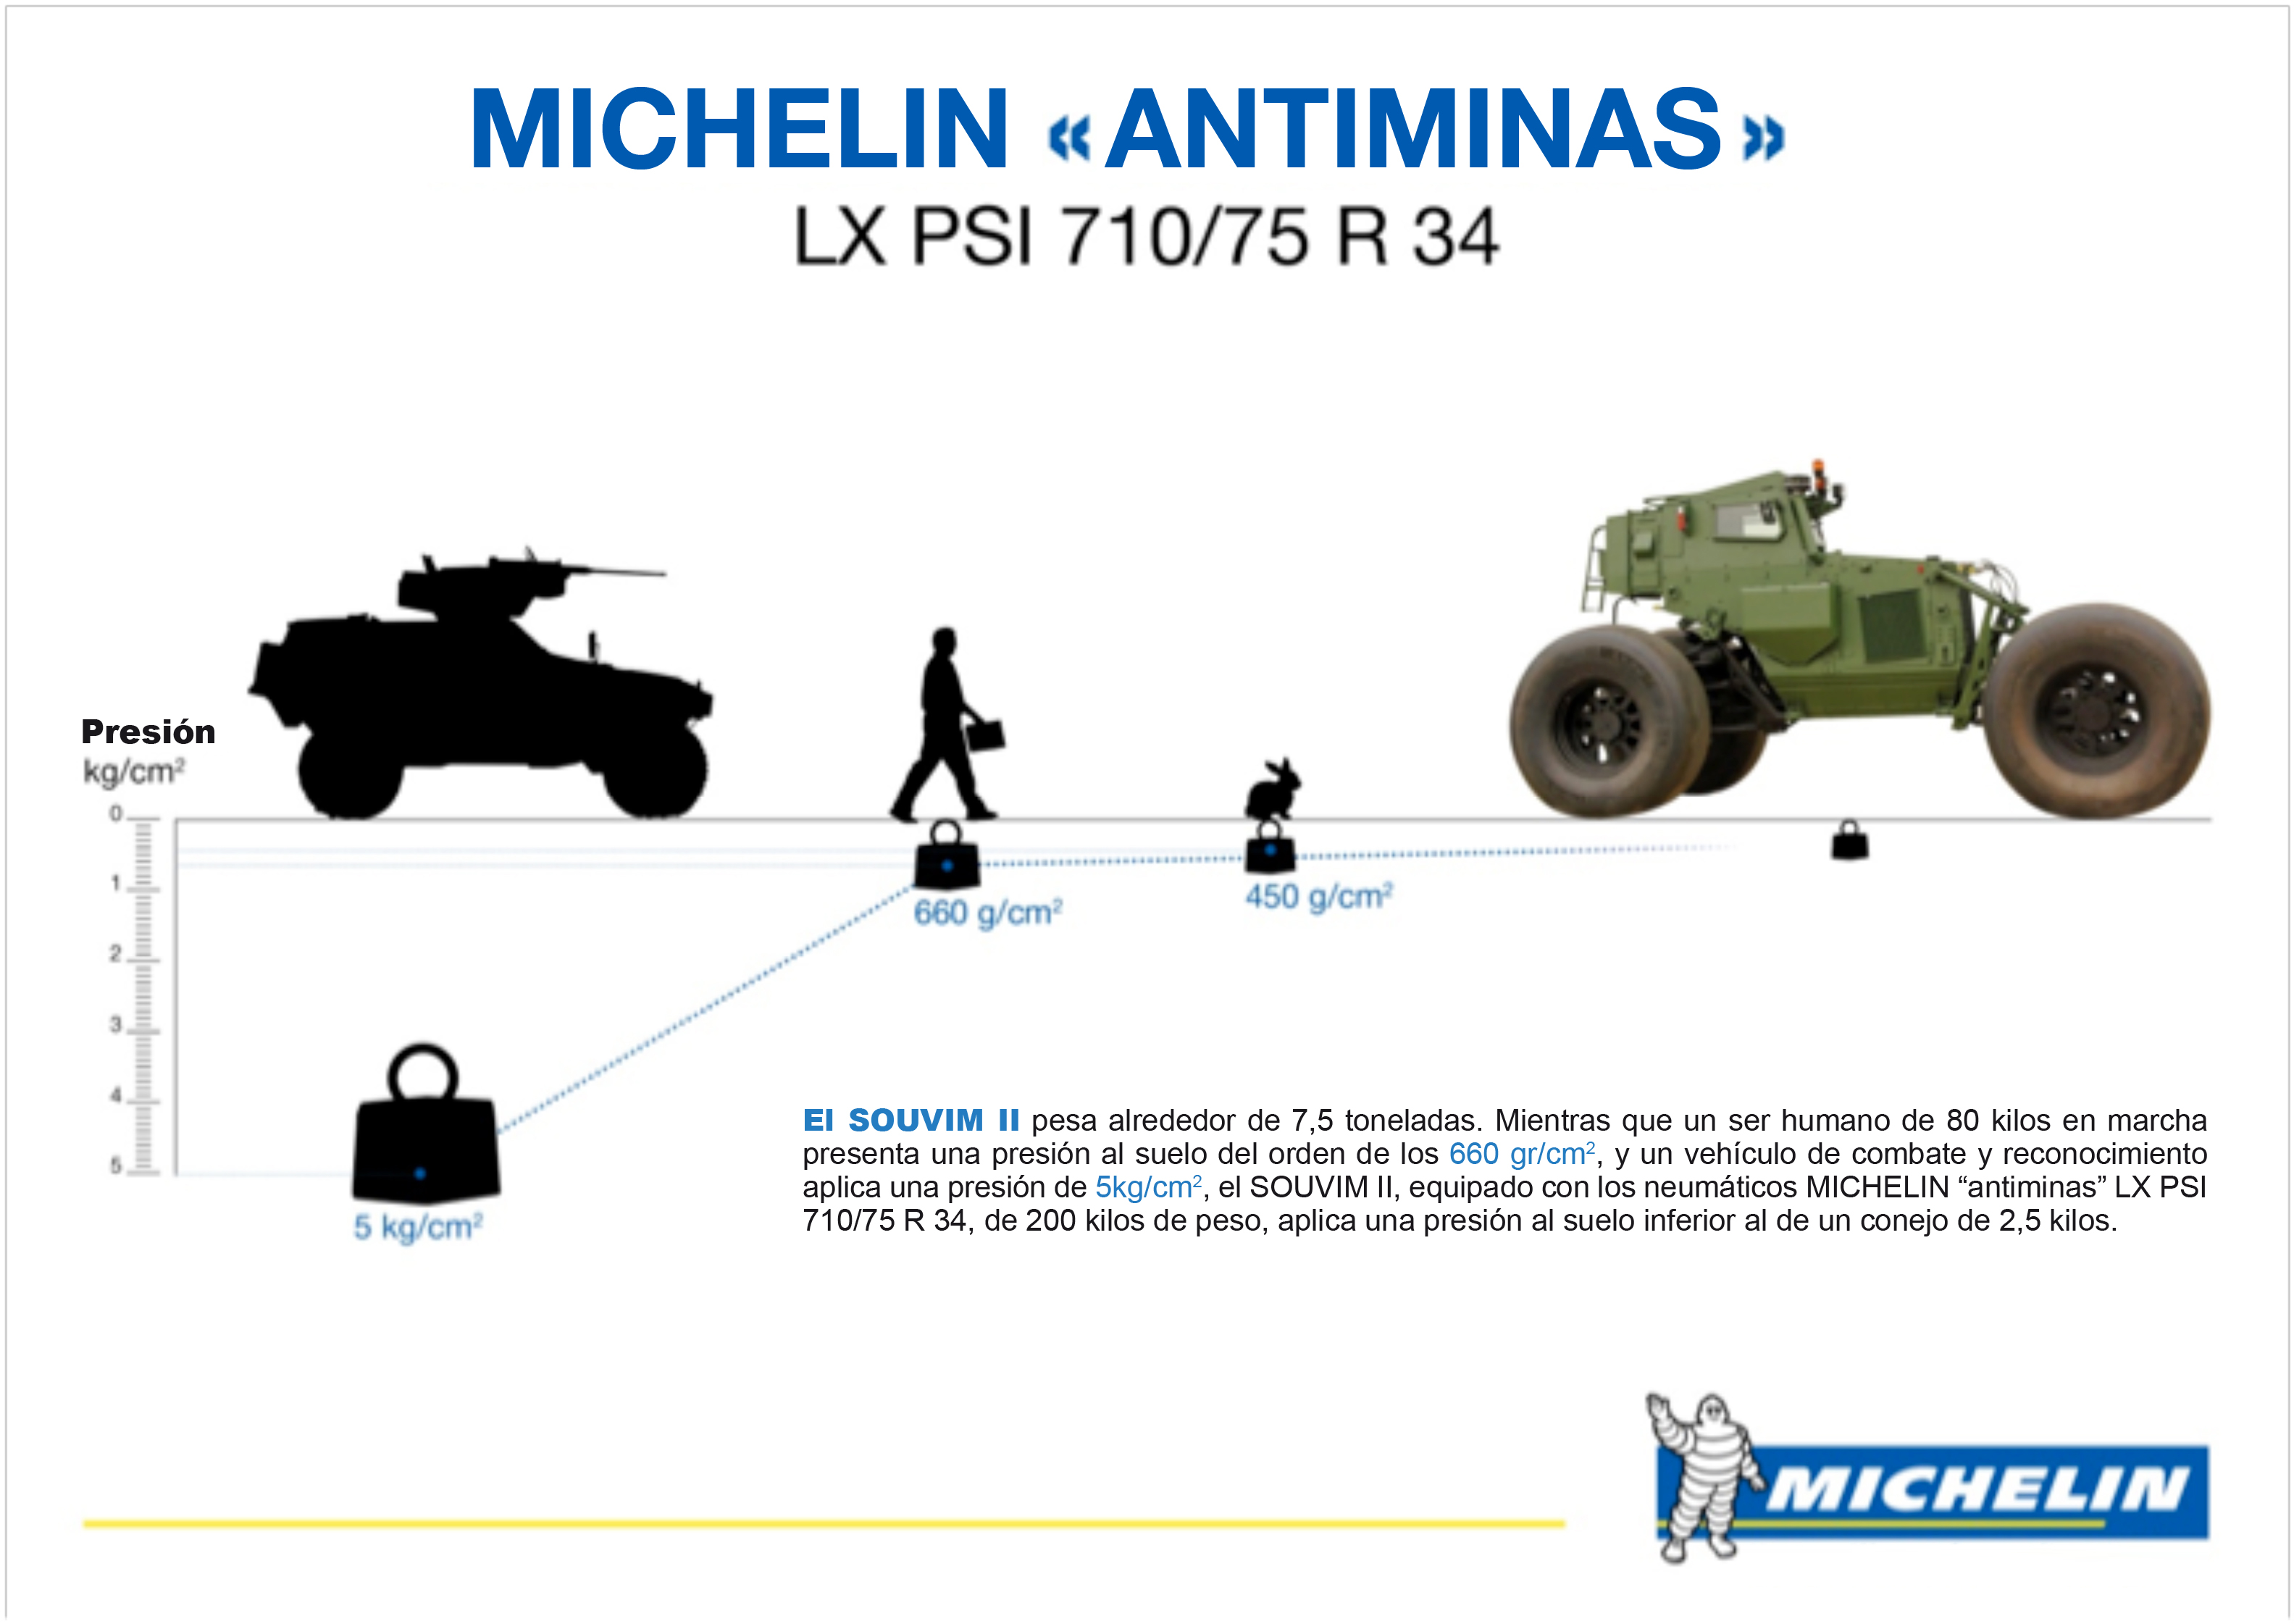 MICHELIN « ANTIMINAS »
LX PSI 710/75 R 34
Presión
kg/cm²
0
1
2
3
4
5
660 g/cm²
450 g/cm²
5 kg/cm²
El SOUVIM II pesa alrededor de 7,5 toneladas. Mientras que un ser humano de 80 kilos en marcha
presenta una presión al suelo del orden de los 660 gr/cm², y un vehículo de combate y reconocimiento
aplica una presión de 5kg/cm², el SOUVIM II, equipado con los neumáticos MICHELIN “antiminas” LX PSI
710/75 R 34, de 200 kilos de peso, aplica una presión al suelo inferior al de un conejo de 2,5 kilos.
MICHELIN